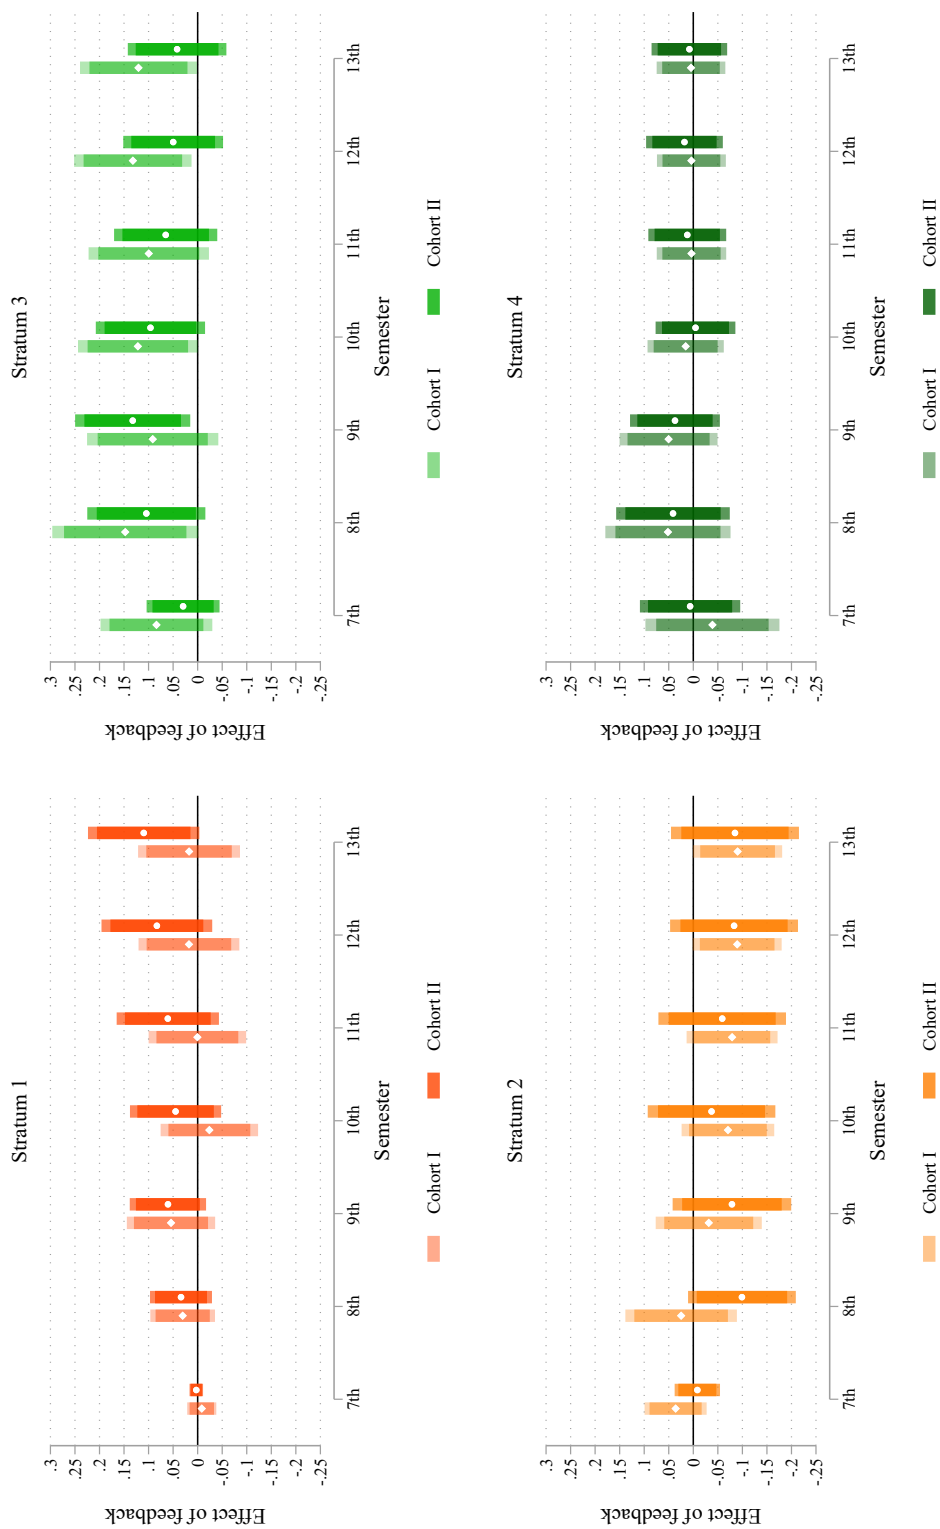 Stratum 1
Effect of feedback
.3
.25
.2
.15
.1
.05
0
-.05
-.1
-.15
-.2
-.25
7th
8th
9th
10th
11th
12th
13th
Semester
Cohort I
Cohort II
Stratum 3
Effect of feedback
.3
.25
.2
.15
.1
.05
0
-.05
-.1
-.15
-.2
-.25
7th
8th
9th
10th
11th
12th
13th
Semester
Cohort I
Cohort II
Stratum 2
Effect of feedback
.3
.25
.2
.15
.1
.05
0
-.05
-.1
-.15
-.2
-.25
7th
8th
9th
10th
11th
12th
13th
Semester
Cohort I
Cohort II
Stratum 4
Effect of feedback
.3
.25
.2
.15
.1
.05
0
-.05
-.1
-.15
-.2
-.25
7th
8th
9th
10th
11th
12th
13th
Semester
Cohort I
Cohort II